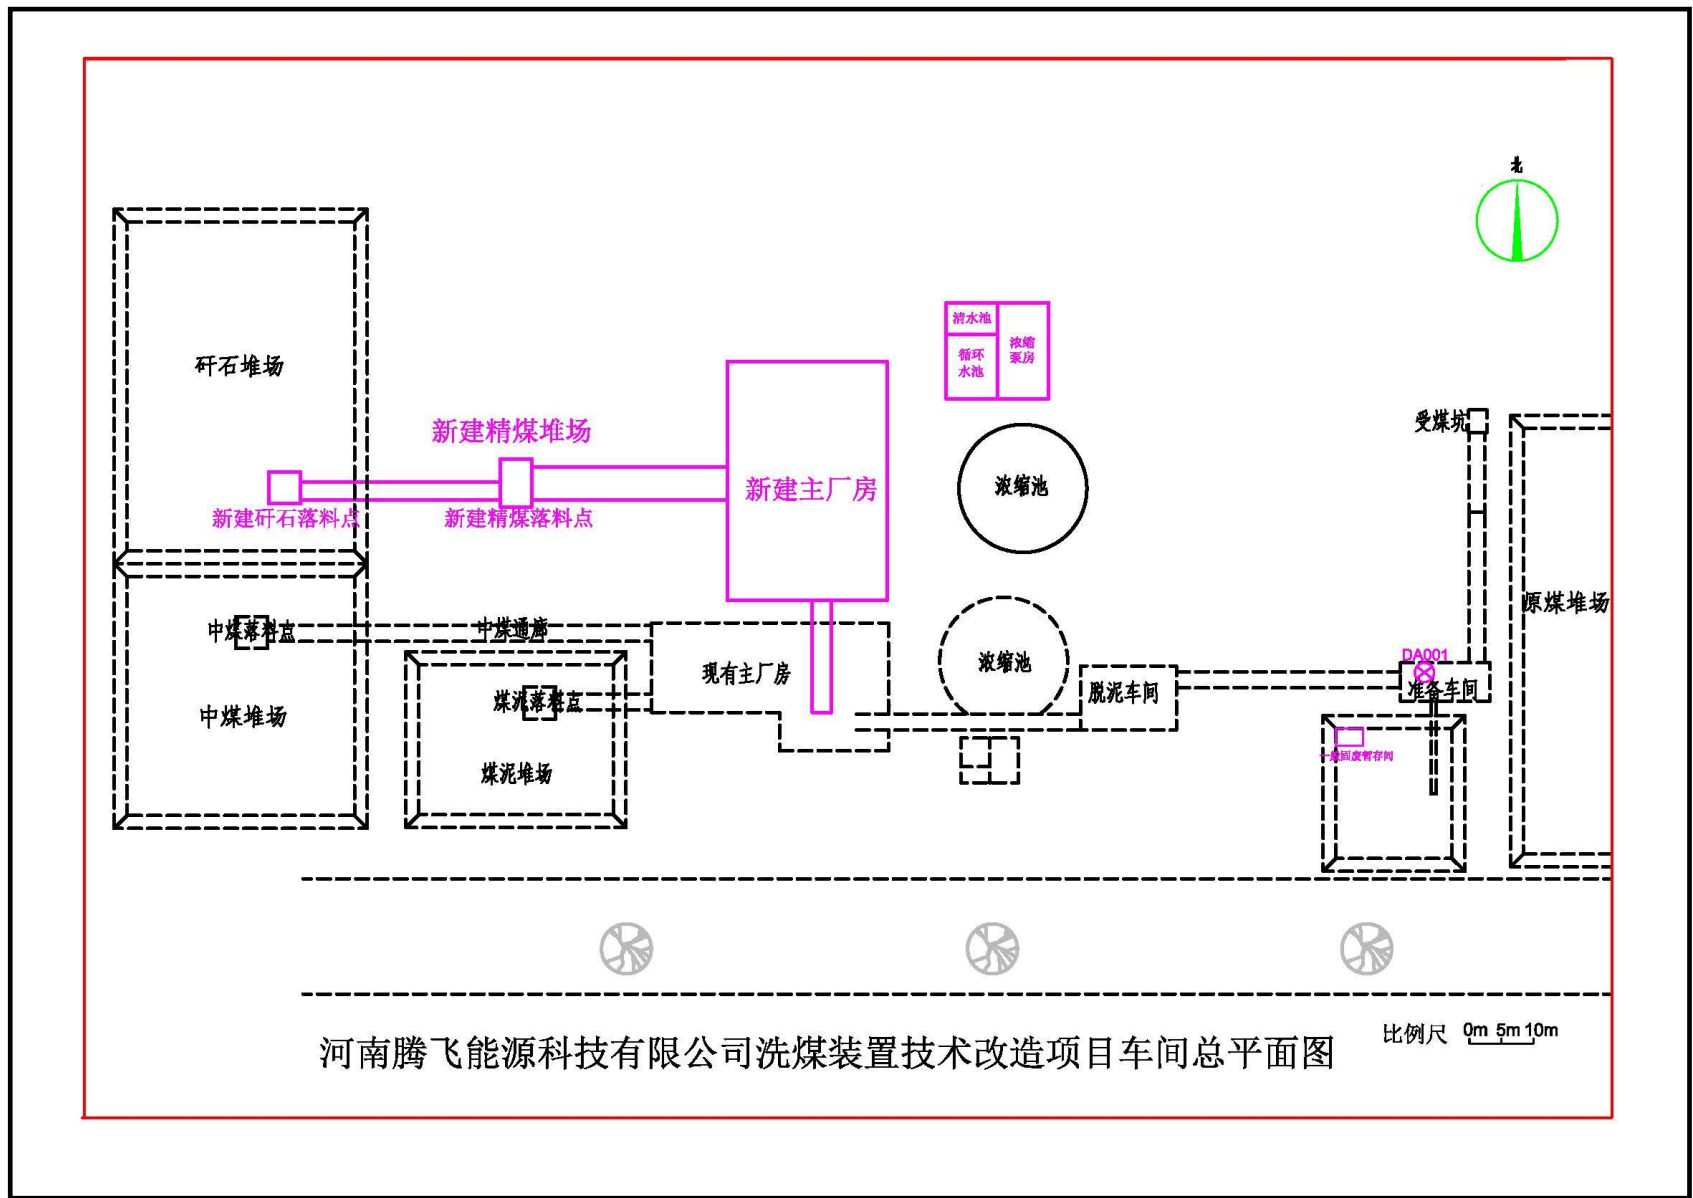 北
清水池
循环
水池
浓缩
泵房
矸石堆场
新建精煤堆场
受煤坑
新建主厂房
浓缩池
新建矸石落料点
新建精煤落料点
原煤堆场
中煤落料点
中煤通廊
DA001
浓缩池
现有主厂房
脱泥车间
准备车间
煤泥落料点
中煤堆场
一般固废暂存间
煤泥堆场
河南腾飞能源科技有限公司洗煤装置技术改造项目车间总平面图
比例尺 0m 5m 10m